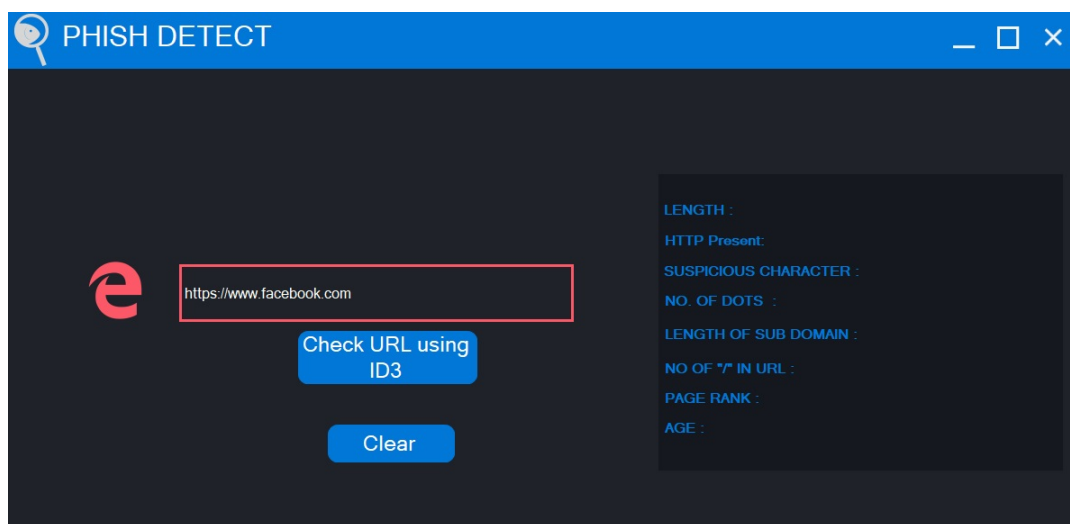 PHISH DETECT
https://www.facebook.com
Check URL using
ID3
Clear
LENGTH :
HTTP Present:
SUSPICIOUS CHARACTER :
NO. OF DOTS :
LENGTH OF SUB DOMAIN :
NO OF "/" IN URL :
PAGE RANK :
AGE :